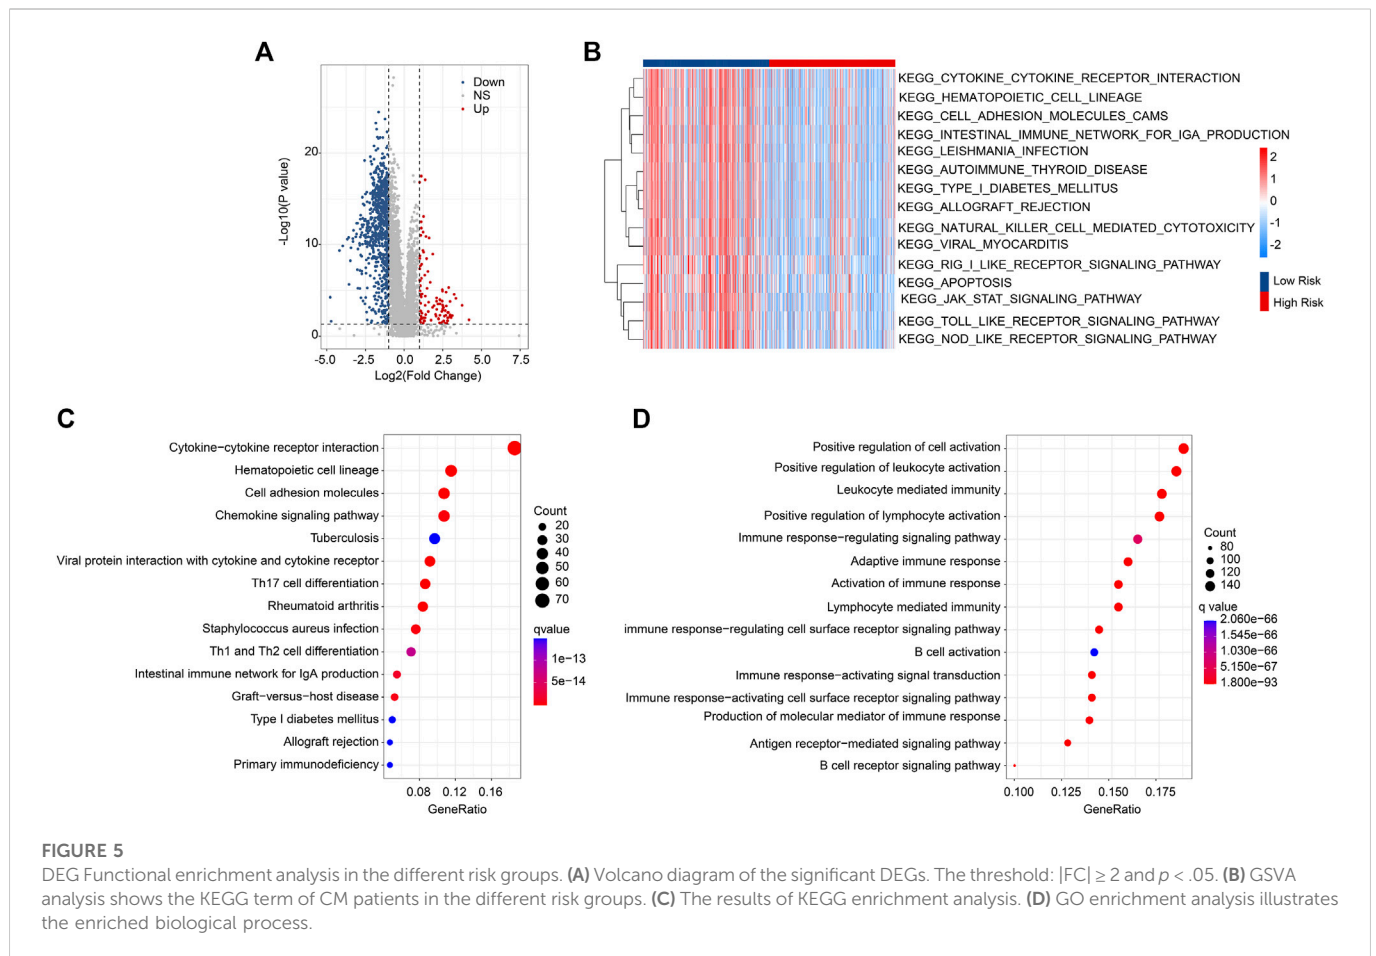 A
Down
NS
Up
20
10
0
-Log10(P value)
-5.0 -2.5 0.0 2.5 5.0 7.5
Log2(Fold Change)
B
KEGG_CYTOKINE_CYTOKINE_RECEPTOR_INTERACTION
KEGG_HEMATOPOIETIC_CELL_LINEAGE
KEGG_CELL_ADHESION_MOLECULES_CAMS
KEGG_INTESTINAL_IMMUNE_NETWORK_FOR_IGA_PRODUCTION
KEGG_LEISHMANIA_INFECTION
KEGG_AUTOIMMUNE_THYROID_DISEASE
KEGG_TYPE_I_DIABETES_MELLITUS
KEGG_ALLOGRAFT_REJECTION
KEGG_NATURAL_KILLER_CELL_MEDIATED_CYTOTOXICITY
KEGG_VIRAL_MYOCARDITIS
KEGG_RIG_I_LIKE_RECEPTOR_SIGNALING_PATHWAY
KEGG_APOPTOSIS
KEGG_JAK_STAT_SIGNALING_PATHWAY
KEGG_TOLL_LIKE_RECEPTOR_SIGNALING_PATHWAY
KEGG_NOD_LIKE_RECEPTOR_SIGNALING_PATHWAY
2
1
0
-1
-2
Low Risk
High Risk
C
Cytokine−cytokine receptor interaction
Hematopoietic cell lineage
Cell adhesion molecules
Chemokine signaling pathway
Tuberculosis
Viral protein interaction with cytokine and cytokine receptor
Th17 cell differentiation
Rheumatoid arthritis
Staphylococcus aureus infection
Th1 and Th2 cell differentiation
Intestinal immune network for IgA production
Graft−versus−host disease
Type I diabetes mellitus
Allograft rejection
Primary immunodeficiency
0.08 0.12 0.16
GeneRatio
Count
20
30
40
50
60
70
qvalue
1e−13
5e−14
D
Positive regulation of cell activation
Positive regulation of leukocyte activation
Leukocyte mediated immunity
Positive regulation of lymphocyte activation
Immune response−regulating signaling pathway
Adaptive immune response
Activation of immune response
Lymphocyte mediated immunity
immune response−regulating cell surface receptor signaling pathway
B cell activation
Immune response−activating signal transduction
Immune response−activating cell surface receptor signaling pathway
Production of molecular mediator of immune response
Antigen receptor−mediated signaling pathway
B cell receptor signaling pathway
0.100 0.125 0.150 0.175
GeneRatio
Count
80
100
120
140
q value
2.060e−66
1.545e−66
1.030e−66
5.150e−67
1.800e−93
FIGURE 5
DEG Functional enrichment analysis in the different risk groups. (A) Volcano diagram of the significant DEGs. The threshold: |FC| ≥ 2 and p < .05. (B) GSVA
analysis shows the KEGG term of CM patients in the different risk groups. (C) The results of KEGG enrichment analysis. (D) GO enrichment analysis illustrates
the enriched biological process.